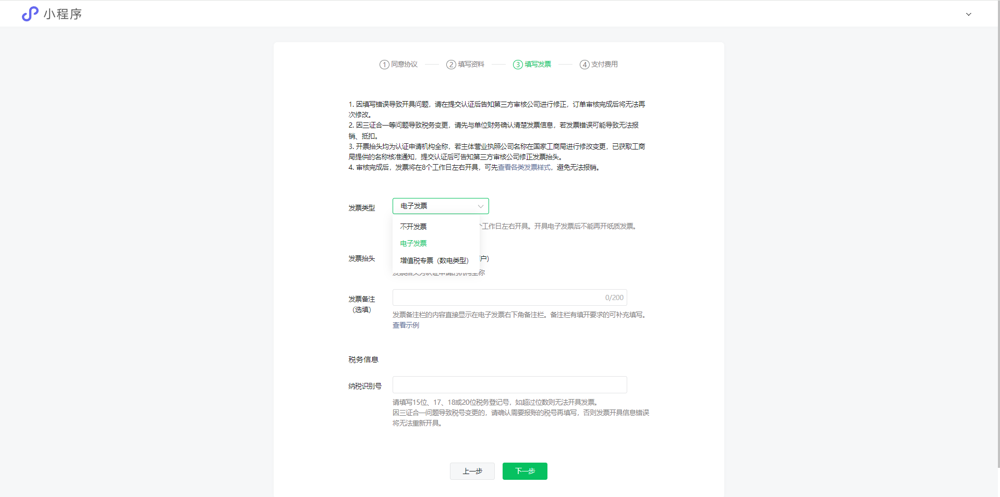 小程序
1 同意协议 2 填写资料 3 填写发票 4 支付费用
1. 因填写错误导致开具问题，请在提交认证后告知第三方审核公司进行修正，订单审核完成后将无法再
次修改。
2. 因三证合一等问题导致税务变更，请先与单位财务确认清楚发票信息，若发票错误可能导致无法报
销、抵扣。
3. 开票抬头均为认证申请机构全称，若主体营业执照公司名称在国家工商局进行修改变更，已获取工商
局提供的名称核准通知，提交认证后可告知第三方审核公司修正发票抬头。
4. 审核完成后，发票将在8个工作日左右开具，可先查看各类发票样式，避免无法报销。
发票类型 电子发票
不开发票
工作日左右开具。开具电子发票后不能再开纸质发票。
电子发票
增值税专票（数电类型）
发票抬头 户)
发票抬头为认证申请的机构全称
发票备注
（选填）
0/200
发票备注栏的内容直接显示在电子发票右下角备注栏。备注栏有填开要求的可补充填写。
查看示例
税务信息
纳税识别号
请填写15位、17、18或20位税务登记号，如超过位数则无法开具发票。
因三证合一问题导致税号变更的，请确认需要报账的税号再填写，否则发票开具信息错误
将无法重新开具。
上一步 下一步